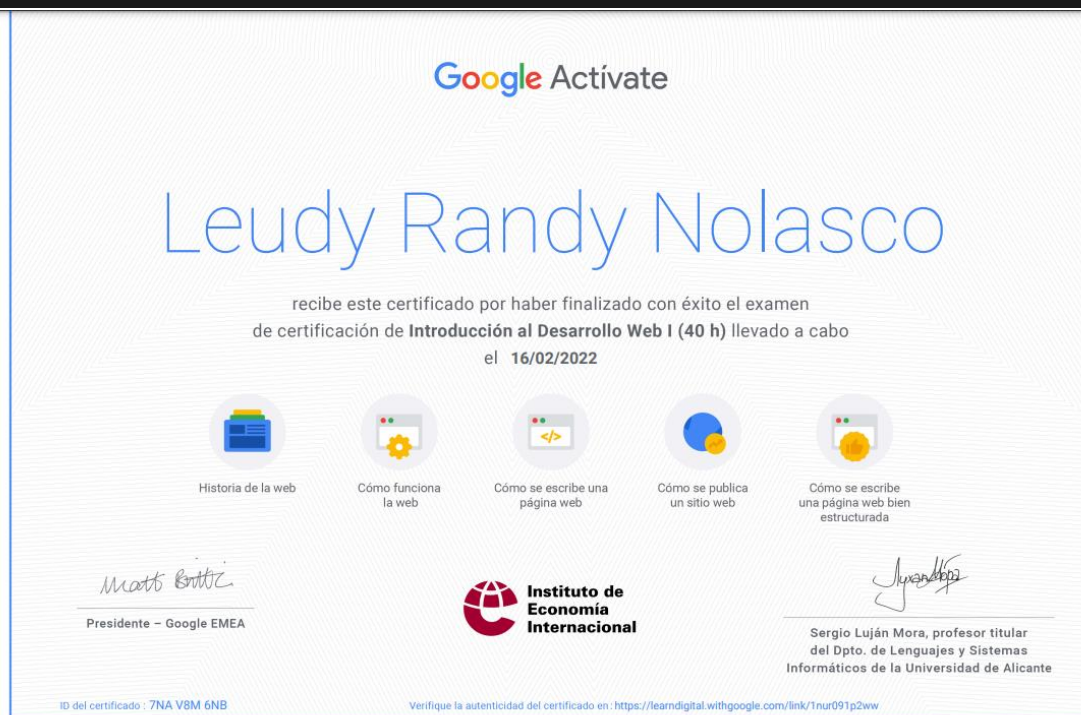 Google Actívate
Leudy Randy Nolasco
recibe este certificado por haber finalizado con éxito el examen
de certificación de Introducción al Desarrollo Web I (40 h) llevado a cabo
el 16/02/2022
</>
Historia de la web
Cómo funciona
la web
Cómo se escribe una
página web
Cómo se publica
un sitio web
Cómo se escribe
una página web bien
estructurada
Matt Brittin
Presidente – Google EMEA
Instituto de
Economía
Internacional
Sergio Luján Mora, profesor titular
del Dpto. de Lenguajes y Sistemas
Informáticos de la Universidad de Alicante
ID del certificado : 7NA V8M 6NB
Verifique la autenticidad del certificado en: https://learndigital.withgoogle.com/link/1nur091p2ww